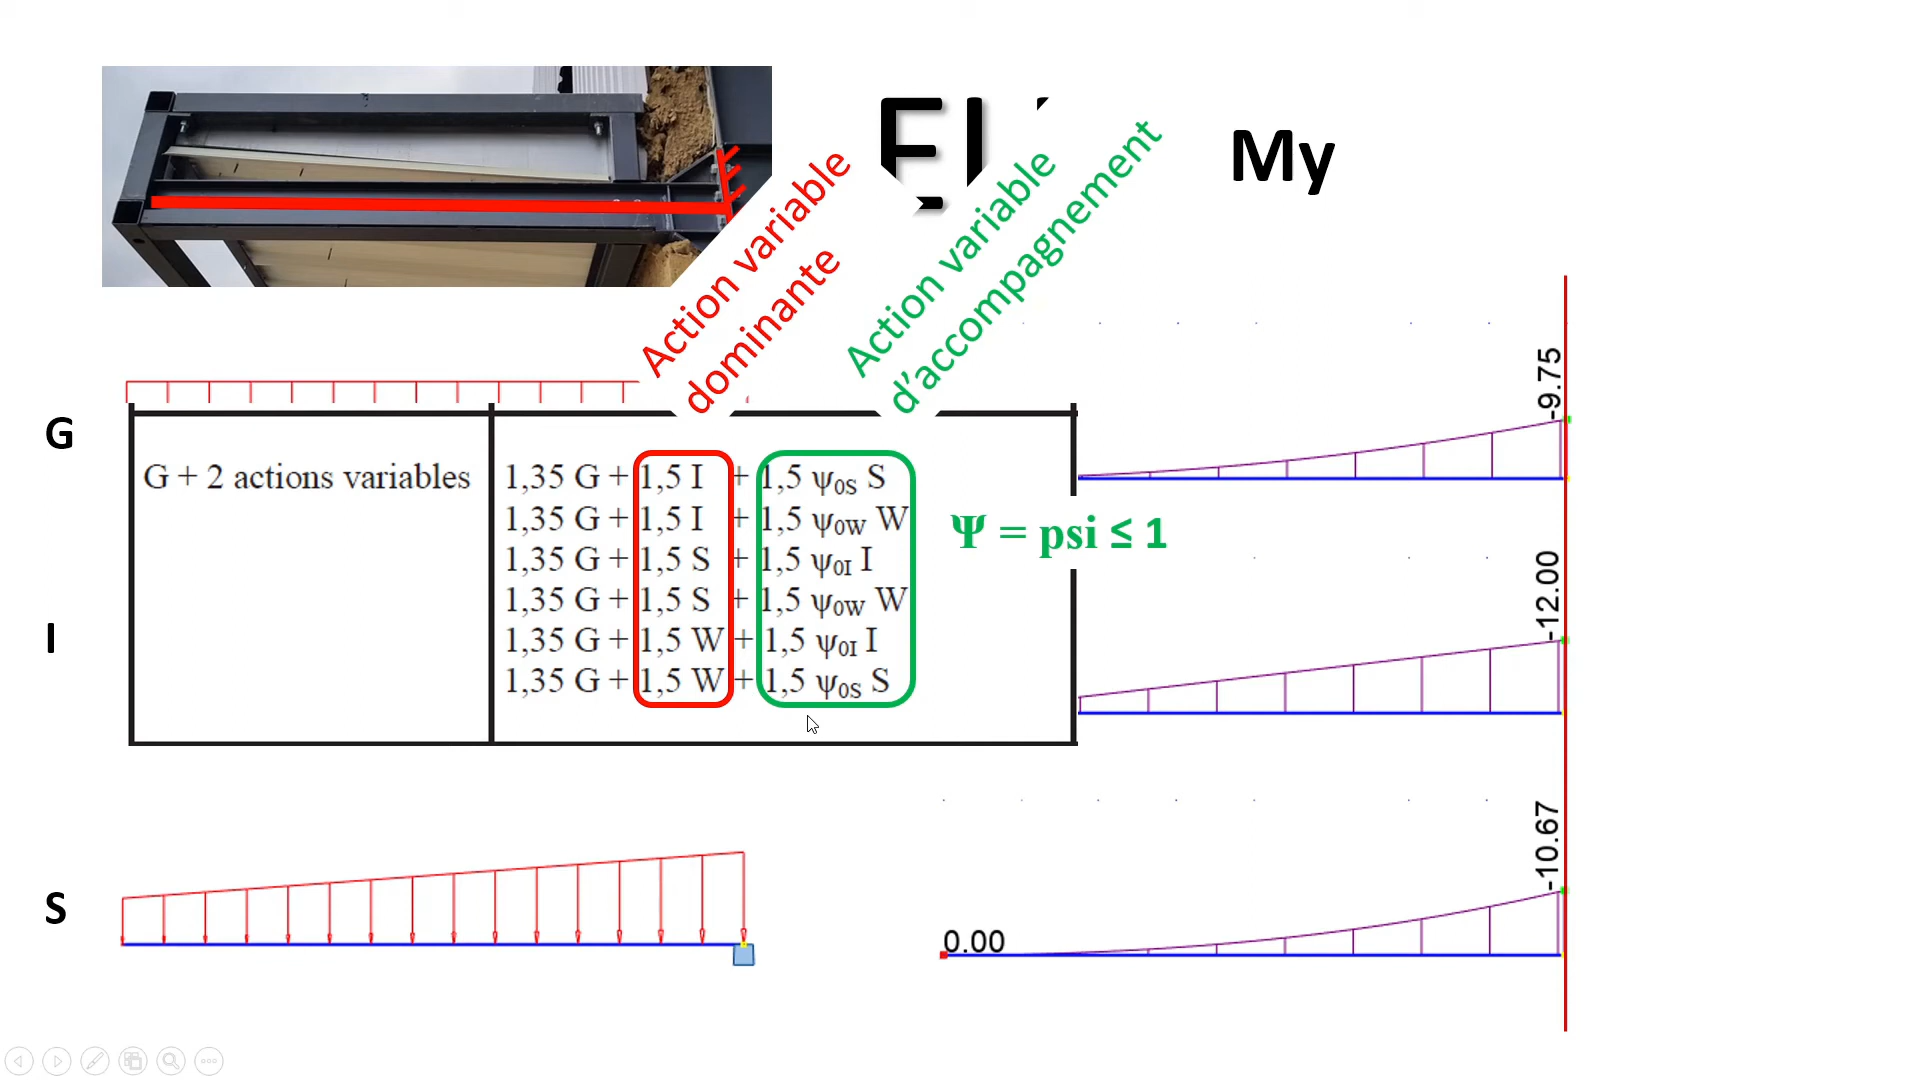 My
Action variable
dominante
Action variable
d’accompagnement
G
I
S
G + 2 actions variables
1,35 G + 1,5 I + 1,5 ψ0S S
1,35 G + 1,5 I + 1,5 ψ0W W
1,35 G + 1,5 S + 1,5 ψ0I I
1,35 G + 1,5 S + 1,5 ψ0W W
1,35 G + 1,5 W + 1,5 ψ0I I
1,35 G + 1,5 W + 1,5 ψ0S S
Ψ = psi ≤ 1
-9.75
-12.00
-10.67
0.00